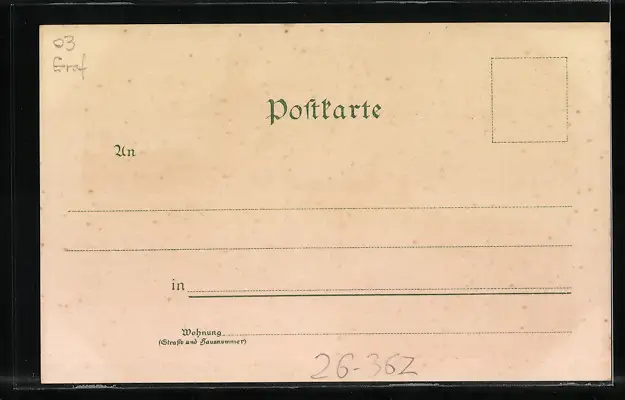 03
Graf
Postkarte
An
in
Wohnung
(Straße und Hausnummer)
26-362